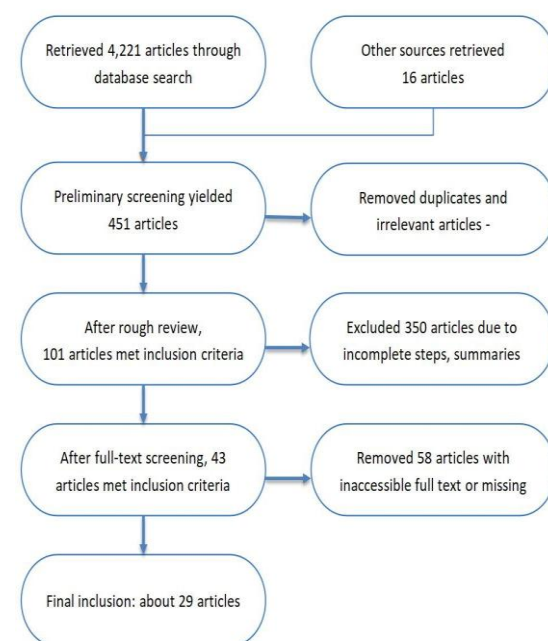 Retrieved 4,221 articles through
database search
Other sources retrieved
16 articles
Preliminary screening yielded
451 articles
Removed duplicates and
irrelevant articles -
After rough review,
101 articles met inclusion criteria
Excluded 350 articles due to
incomplete steps, summaries
After full-text screening, 43
articles met inclusion criteria
Removed 58 articles with
inaccessible full text or missing
Final inclusion: about 29 articles